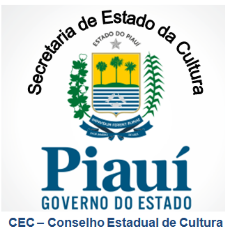 Secretaria de Estado da Cultura
ESTADO DO PIAUÍ
Piauí
GOVERNO DO ESTADO
CEC – Conselho Estadual de Cultura